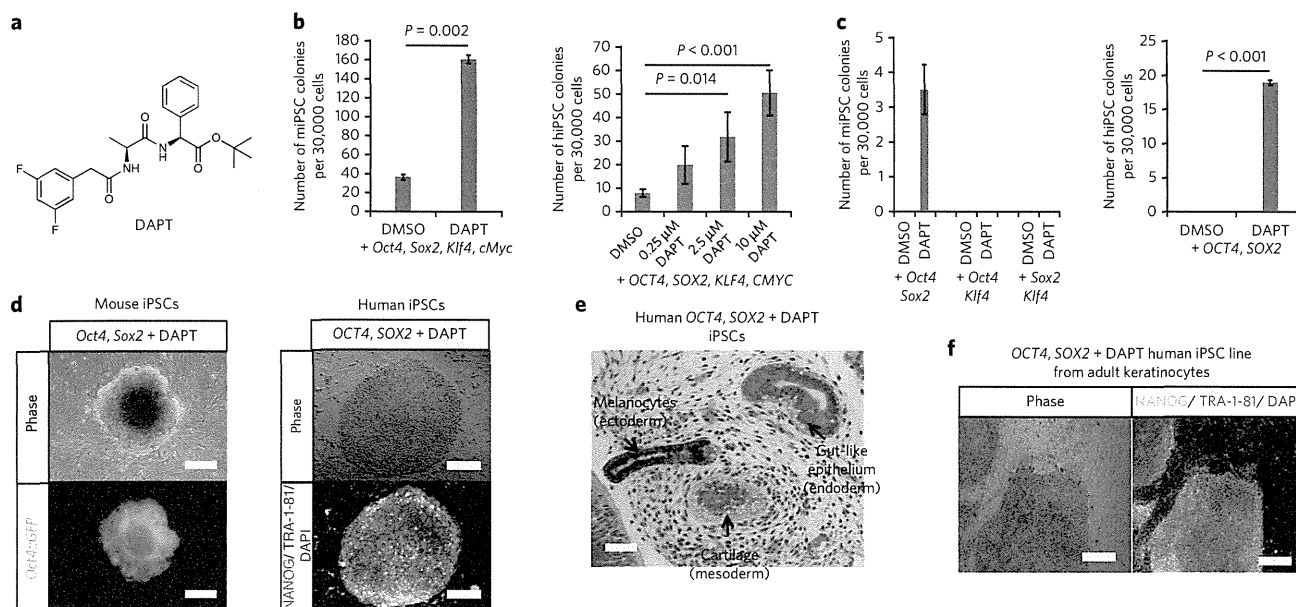 a
F
F
O
N
H
O
H
N
O
O
DAPT
b
Number of miPSC colonies
per 30,000 cells
180
160
140
120
100
80
60
40
20
0
P = 0.002
DMSO DAPT
+ Oct4, Sox2, Klf4, cMyc
Number of hiPSC colonies
per 30,000 cells
70
60
50
40
30
20
10
0
P < 0.001
P = 0.014
DMSO
0.25 µM
DAPT
2.5 µM
DAPT
10 µM
DAPT
+ OCT4, SOX2, KLF4, CMYC
c
Number of miPSC colonies
per 30,000 cells
5
4
3
2
1
0
DMSO
DAPT
DMSO
DAPT
DMSO
DAPT
+ Oct4
Sox2
+ Oct4
Klf4
+ Sox2
Klf4
Number of hiPSC colonies
per 30,000 cells
25
20
15
10
5
0
P < 0.001
DMSO DAPT
+ OCT4, SOX2
d
Mouse iPSCs
Oct4, Sox2 + DAPT
Phase
Oct4::GFP
Human iPSCs
OCT4, SOX2 + DAPT
Phase
NANOG/ TRA-1-81/
DAPI
e
Human OCT4, SOX2 + DAPT
iPSCs
Melanocytes
(ectoderm)
Gut-like
epithelium
(endoderm)
Cartilage
(mesoderm)
f
OCT4, SOX2 + DAPT human iPSC line
from adult keratinocytes
Phase
NANOG/ TRA-1-81/ DAP